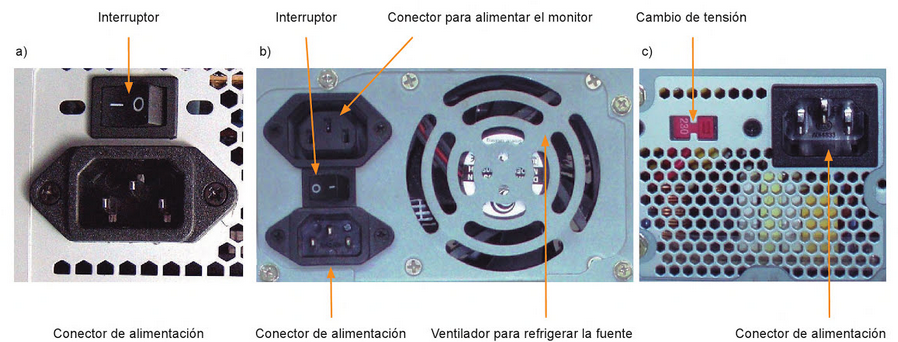 Interruptor
Interruptor
Conector para alimentar el monitor
Cambio de tensión
a)
b)
c)
230
Conector de alimentación
Conector de alimentación
Ventilador para refrigerar la fuente
Conector de alimentación